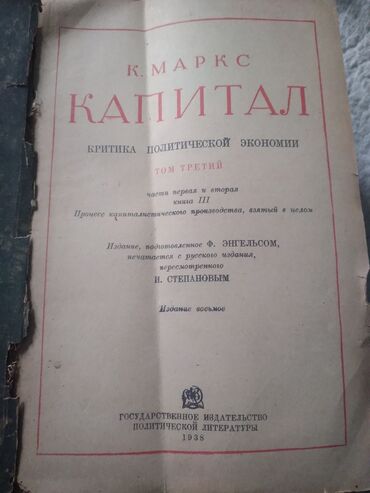 К. МАРКС
КАПИТАЛ
КРИТИКА ПОЛИТИЧЕСКОЙ ЭКОНОМИИ
ТОМ ТРЕТИЙ
части первая и вторая
книга III
Процесс капиталистического производства, взятый в целом
Издание, подготовленное Ф. ЭНГЕЛЬСОМ,
печатается с русского издания,
пересмотренного
И. СТЕПАНОВЫМ
Издание восьмое
ГОСУДАРСТВЕННОЕ ИЗДАТЕЛЬСТВО
ПОЛИТИЧЕСКОЙ ЛИТЕРАТУРЫ
1938